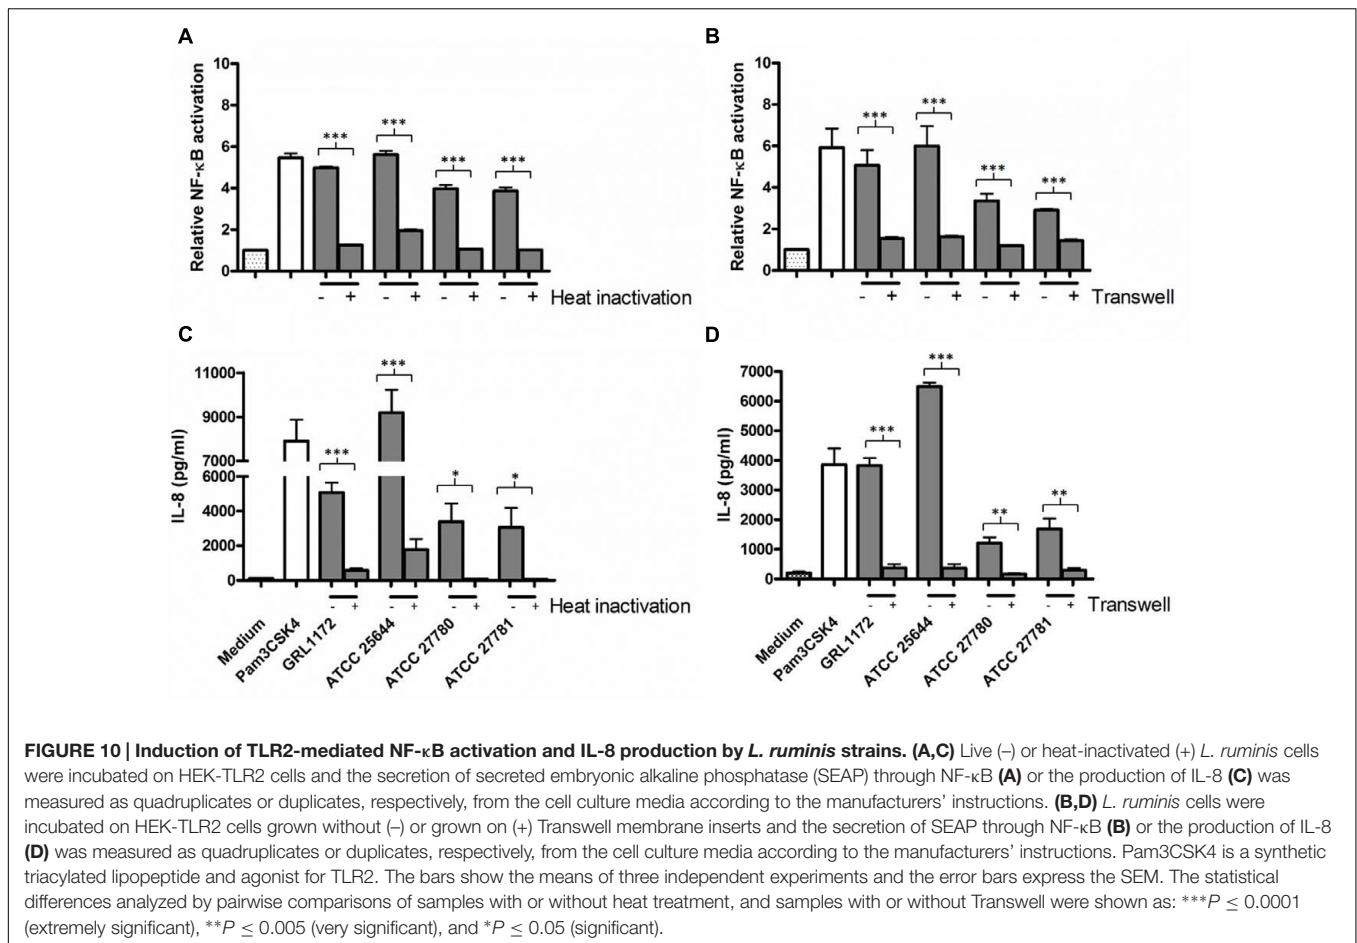 A
B
10
8
6
4
2
0
Relative NF-κB activation
***
***
***
***
- + - + - + - + Heat inactivation
10
8
6
4
2
0
Relative NF-κB activation
***
***
***
***
- + - + - + - + Transwell
C
D
11000
9000
7000
6000
4000
2000
0
IL-8 (pg/ml)
***
***
*
*
- + - + - + - + Heat inactivation
Medium
Pam3CSK4
GRL1172
ATCC 25644
ATCC 27780
ATCC 27781
7000
6000
5000
4000
3000
2000
1000
0
IL-8 (pg/ml)
***
***
**
**
- + - + - + - + Transwell
Medium
Pam3CSK4
GRL1172
ATCC 25644
ATCC 27780
ATCC 27781
FIGURE 10 | Induction of TLR2-mediated NF-κB activation and IL-8 production by L. ruminis strains. (A,C) Live (–) or heat-inactivated (+) L. ruminis cells
were incubated on HEK-TLR2 cells and the secretion of secreted embryonic alkaline phosphatase (SEAP) through NF-κB (A) or the production of IL-8 (C) was
measured as quadruplicates or duplicates, respectively, from the cell culture media according to the manufacturers' instructions. (B,D) L. ruminis cells were
incubated on HEK-TLR2 cells grown without (–) or grown on (+) Transwell membrane inserts and the secretion of SEAP through NF-κB (B) or the production of IL-8
(D) was measured as quadruplicates or duplicates, respectively, from the cell culture media according to the manufacturers' instructions. Pam3CSK4 is a synthetic
triacylated lipopeptide and agonist for TLR2. The bars show the means of three independent experiments and the error bars express the SEM. The statistical
differences analyzed by pairwise comparisons of samples with or without heat treatment, and samples with or without Transwell were shown as: ***P ≤ 0.0001
(extremely significant), **P ≤ 0.005 (very significant), and *P ≤ 0.05 (significant).